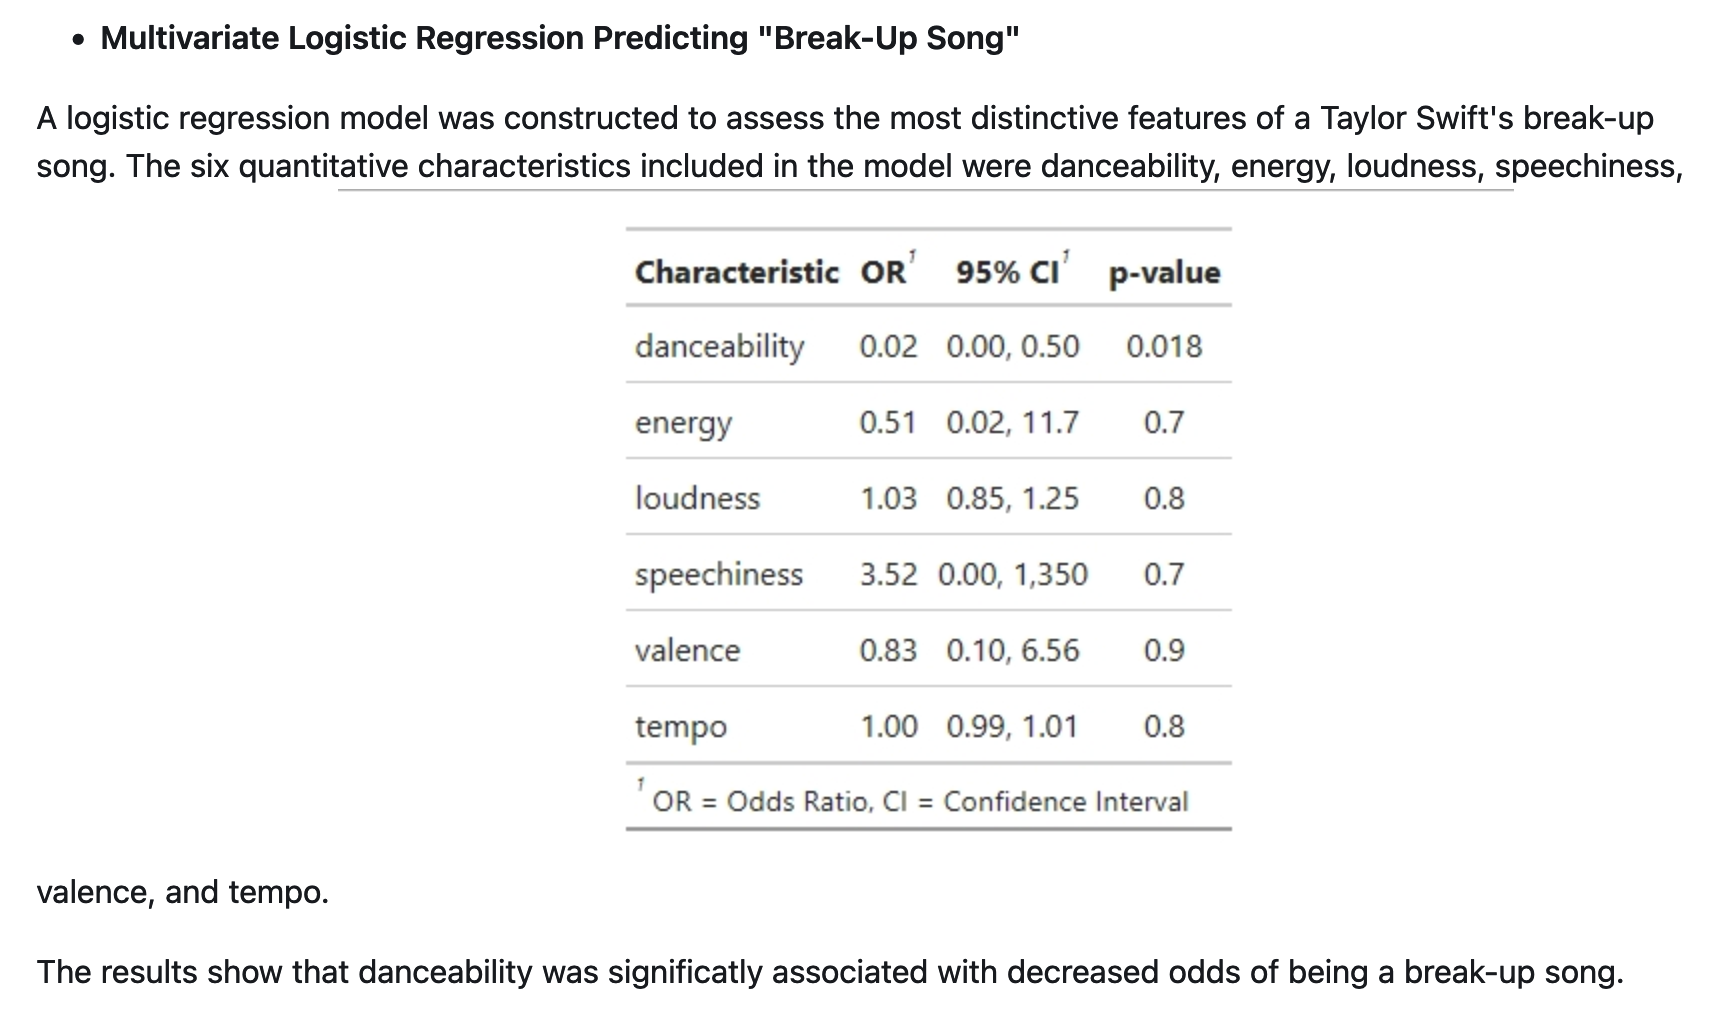 • Multivariate Logistic Regression Predicting "Break-Up Song"
A logistic regression model was constructed to assess the most distinctive features of a Taylor Swift's break-up
song. The six quantitative characteristics included in the model were danceability, energy, loudness, speechiness,
Characteristic OR¹ 95% CI¹ p-value
danceability 0.02 0.00, 0.50 0.018
energy 0.51 0.02, 11.7 0.7
loudness 1.03 0.85, 1.25 0.8
speechiness 3.52 0.00, 1,350 0.7
valence 0.83 0.10, 6.56 0.9
tempo 1.00 0.99, 1.01 0.8
¹ OR = Odds Ratio, CI = Confidence Interval
valence, and tempo.
The results show that danceability was significatly associated with decreased odds of being a break-up song.